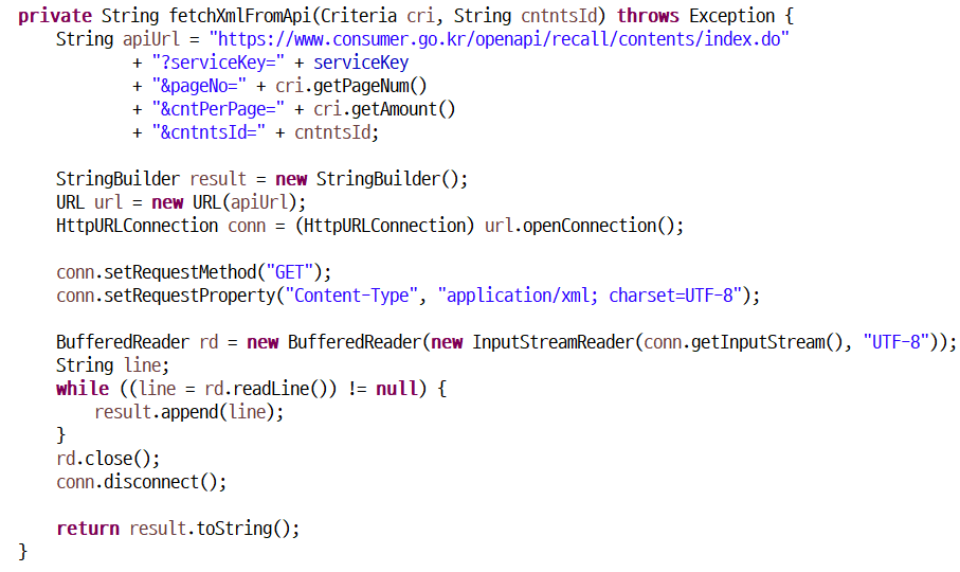 private String fetchXmlFromApi(Criteria cri, String cntntsId) throws Exception {
    String apiUrl = "https://www.consumer.go.kr/openapi/recall/contents/index.do"
            + "?serviceKey=" + serviceKey
            + "&pageNo=" + cri.getPageNum()
            + "&cntPerPage=" + cri.getAmount()
            + "&cntntsId=" + cntntsId;

    StringBuilder result = new StringBuilder();
    URL url = new URL(apiUrl);
    HttpURLConnection conn = (HttpURLConnection) url.openConnection();

    conn.setRequestMethod("GET");
    conn.setRequestProperty("Content-Type", "application/xml; charset=UTF-8");

    BufferedReader rd = new BufferedReader(new InputStreamReader(conn.getInputStream(), "UTF-8"));
    String line;
    while ((line = rd.readLine()) != null) {
        result.append(line);
    }
    rd.close();
    conn.disconnect();

    return result.toString();
}